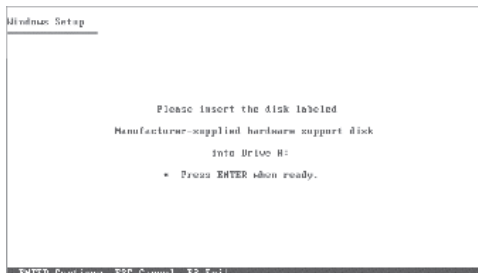 Windows Setup
Please insert the disk labeled
Manufacturer-supplied hardware support disk
into Drive A:
* Press ENTER when ready.
ENTER=Continue ESC=Cancel F3=Exit